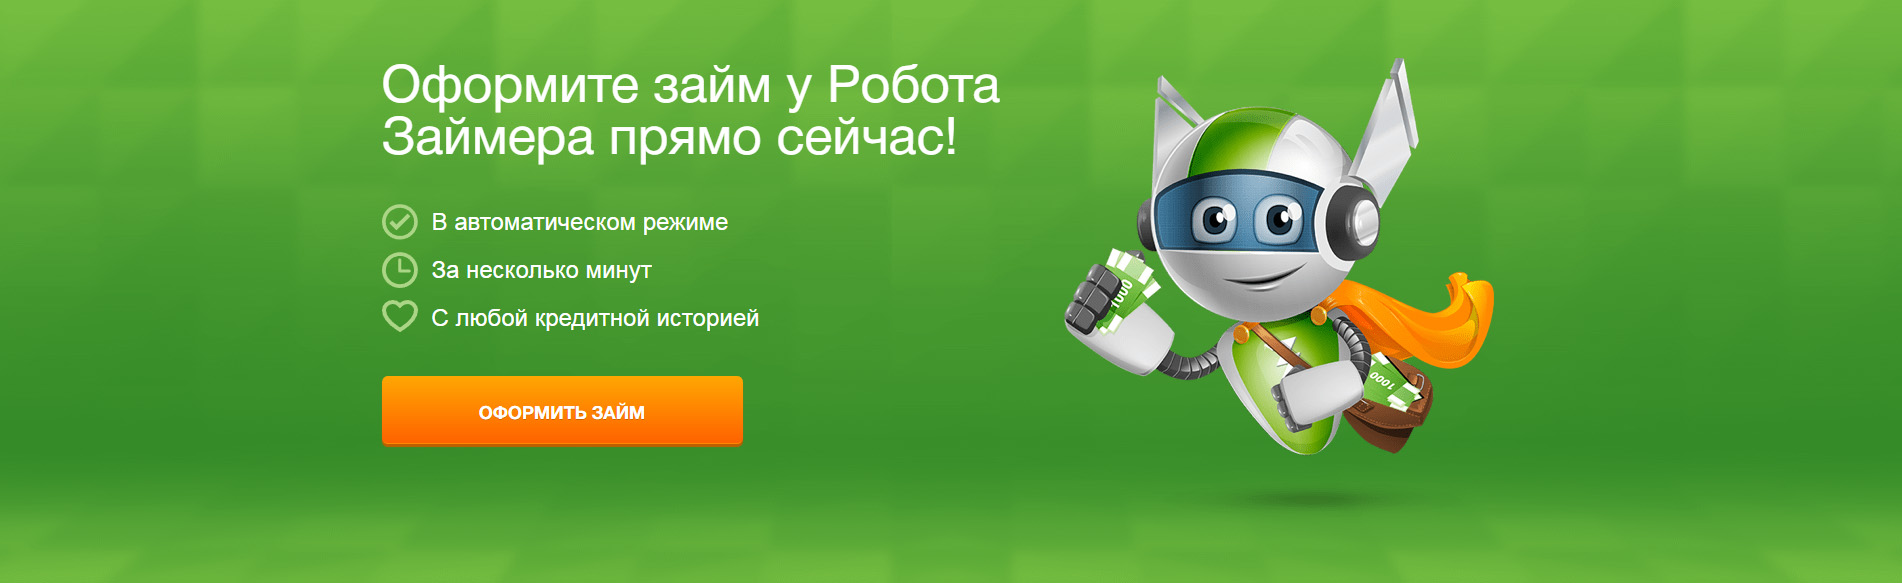 Оформите займ у Робота
Займера прямо сейчас!
В автоматическом режиме
За несколько минут
С любой кредитной историей
ОФОРМИТЬ ЗАЙМ
1000
1000